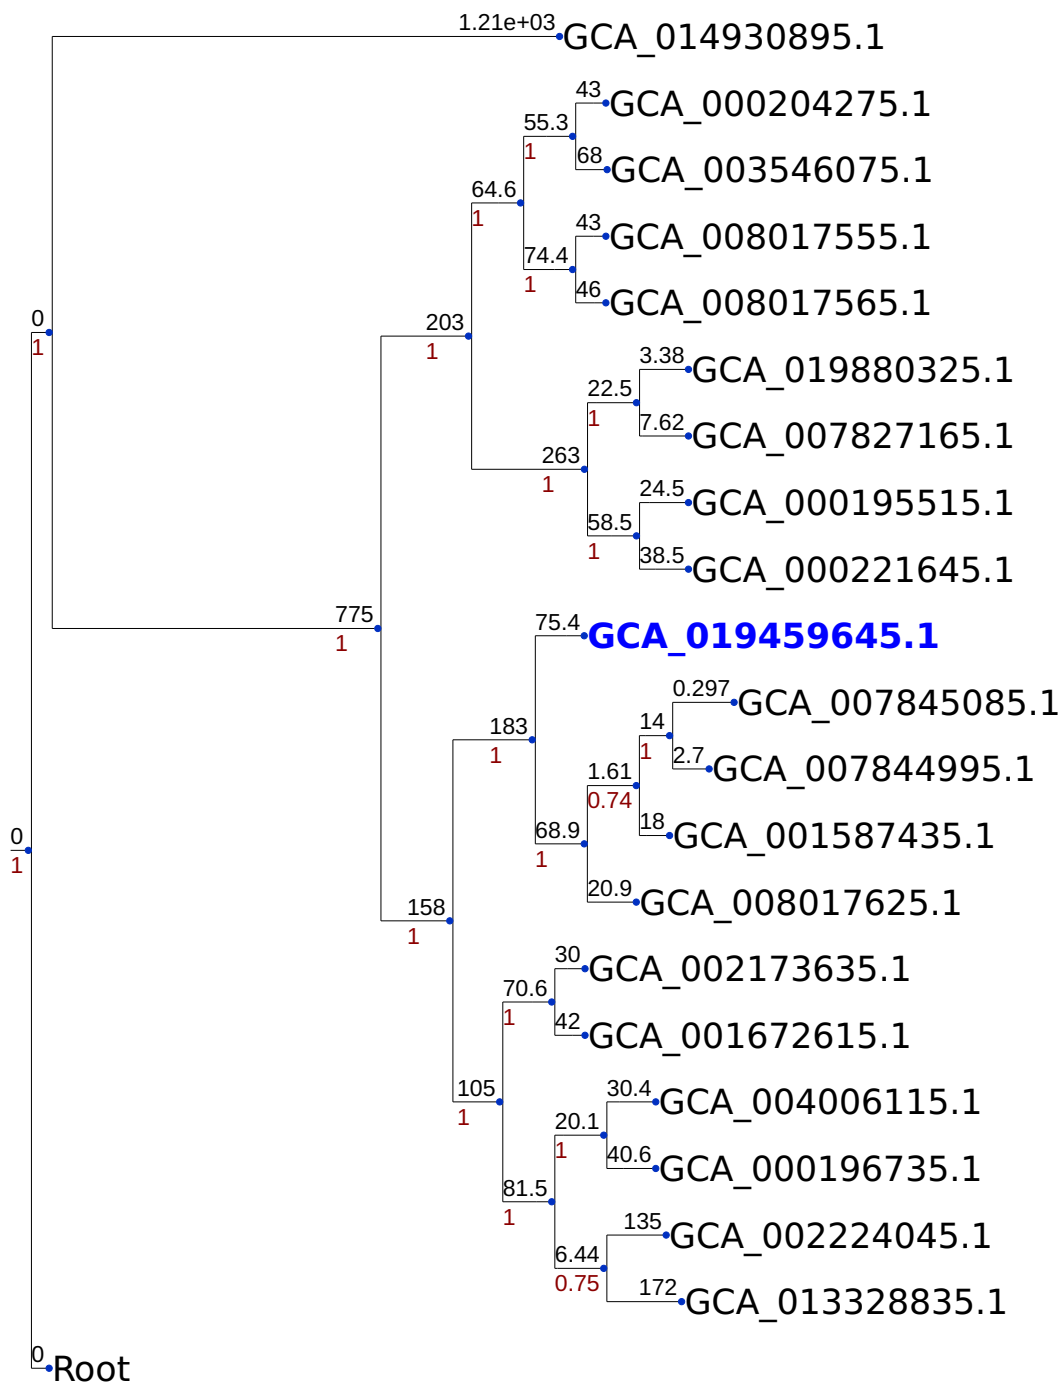 1.21e+03 GCA_014930895.1
43 GCA_000204275.1
55.3
1
68 GCA_003546075.1
64.6
1
43 GCA_008017555.1
74.4
1
46 GCA_008017565.1
0
1
203
1
3.38 GCA_019880325.1
22.5
1
7.62 GCA_007827165.1
263
1
24.5 GCA_000195515.1
58.5
1
38.5 GCA_000221645.1
775
1
75.4 GCA_019459645.1
0.297 GCA_007845085.1
14
1
183
1
2.7 GCA_007844995.1
1.61
0.74
18 GCA_001587435.1
68.9
1
0
1
20.9 GCA_008017625.1
158
1
30 GCA_002173635.1
70.6
1
42 GCA_001672615.1
105
1
30.4 GCA_004006115.1
20.1
1
40.6 GCA_000196735.1
81.5
1
135 GCA_002224045.1
6.44
0.75
172 GCA_013328835.1
0 Root